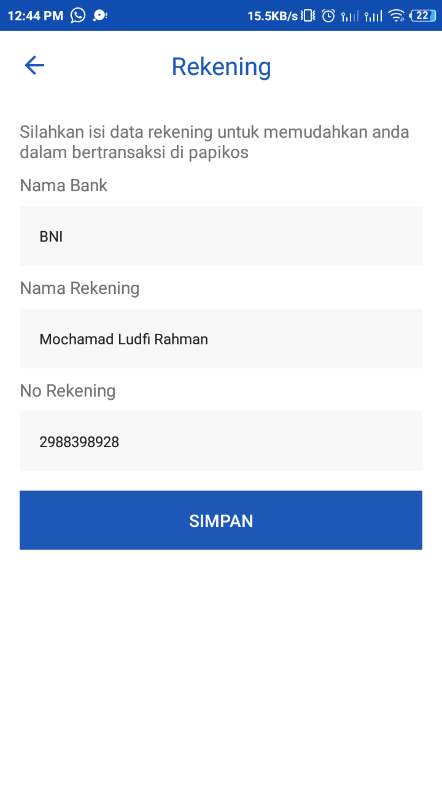 12:44 PM 15.5KB/s 22
Rekening
Silahkan isi data rekening untuk memudahkan anda
dalam bertransaksi di papikos
Nama Bank
BNI
Nama Rekening
Mochamad Ludfi Rahman
No Rekening
2988398928
SIMPAN